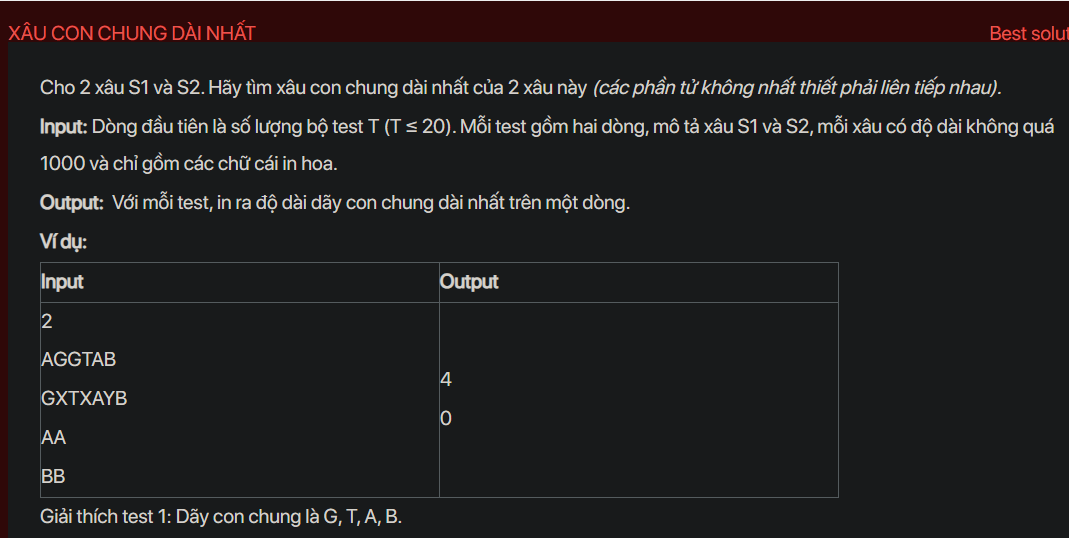 XÂU CON CHUNG DÀI NHẤT
Best solut
Cho 2 xâu S1 và S2. Hãy tìm xâu con chung dài nhất của 2 xâu này (các phần tử không nhất thiết phải liên tiếp nhau).
Input: Dòng đầu tiên là số lượng bộ test T (T ≤ 20). Mỗi test gồm hai dòng, mô tả xâu S1 và S2, mỗi xâu có độ dài không quá
1000 và chỉ gồm các chữ cái in hoa.
Output: Với mỗi test, in ra độ dài dãy con chung dài nhất trên một dòng.
Ví dụ:
Input
Output
2
AGGTAB
GXTXAYB
AA
BB
4
0
Giải thích test 1: Dãy con chung là G, T, A, B.